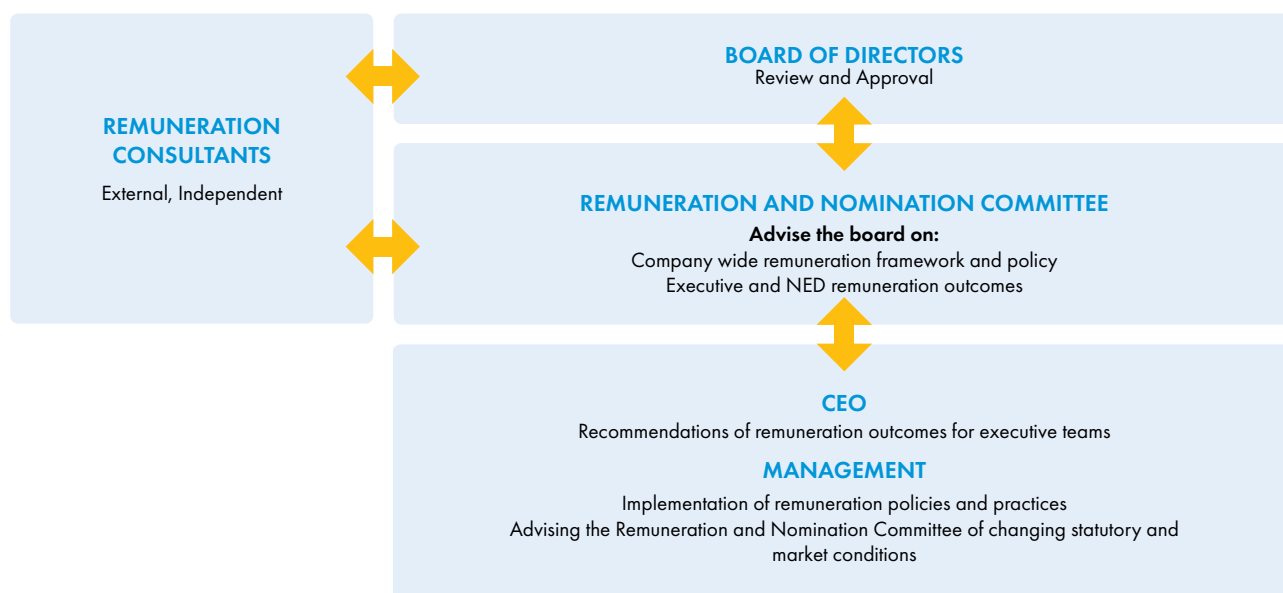 REMUNERATION
CONSULTANTS
External, Independent
BOARD OF DIRECTORS
Review and Approval
REMUNERATION AND NOMINATION COMMITTEE
Advise the board on:
Company wide remuneration framework and policy
Executive and NED remuneration outcomes
CEO
Recommendations of remuneration outcomes for executive teams
MANAGEMENT
Implementation of remuneration policies and practices
Advising the Remuneration and Nomination Committee of changing statutory and
market conditions